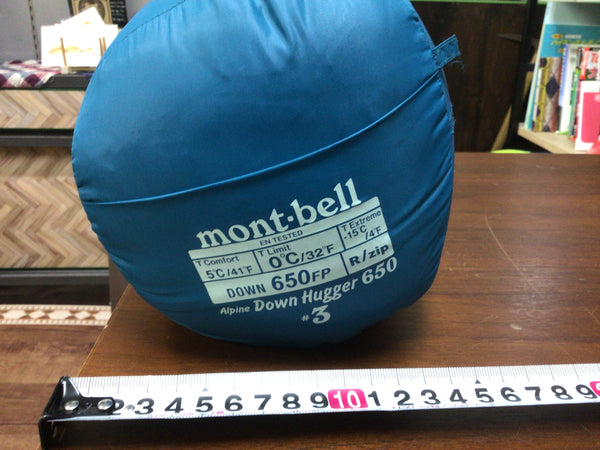 mont-bell
EN TESTED
T Comfort T Limit T Extreme
5℃/41°F 0℃/32°F -15℃/4°F
DOWN 650FP R/zip
Alpine Down Hugger 650
#3
2 3 4 5 6 7 8 9 10 1 2 3 4 5 6 7 8 9